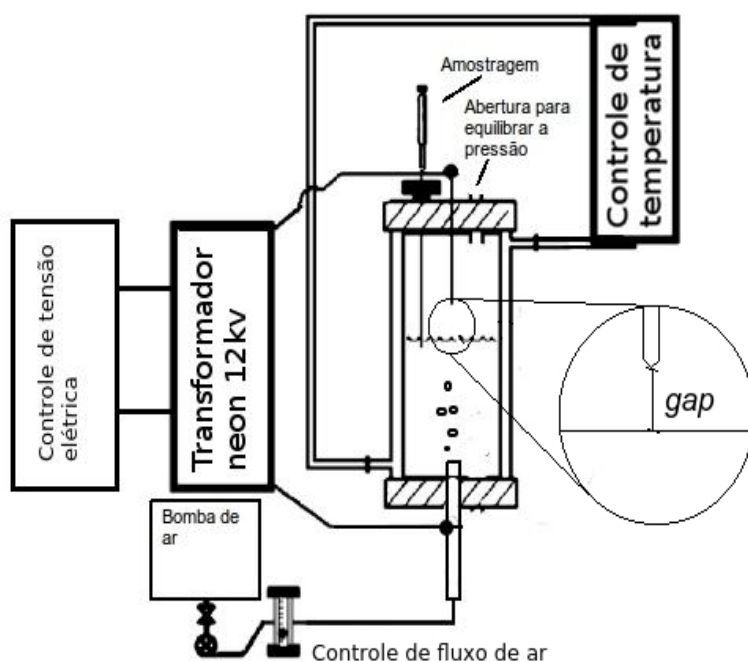 Amostragem
Abertura para
equilibrar a
pressão
Controle de
temperatura
Controle de tensão
elétrica
Transformador
neon 12kv
gap
Bomba de
ar
Controle de fluxo de ar